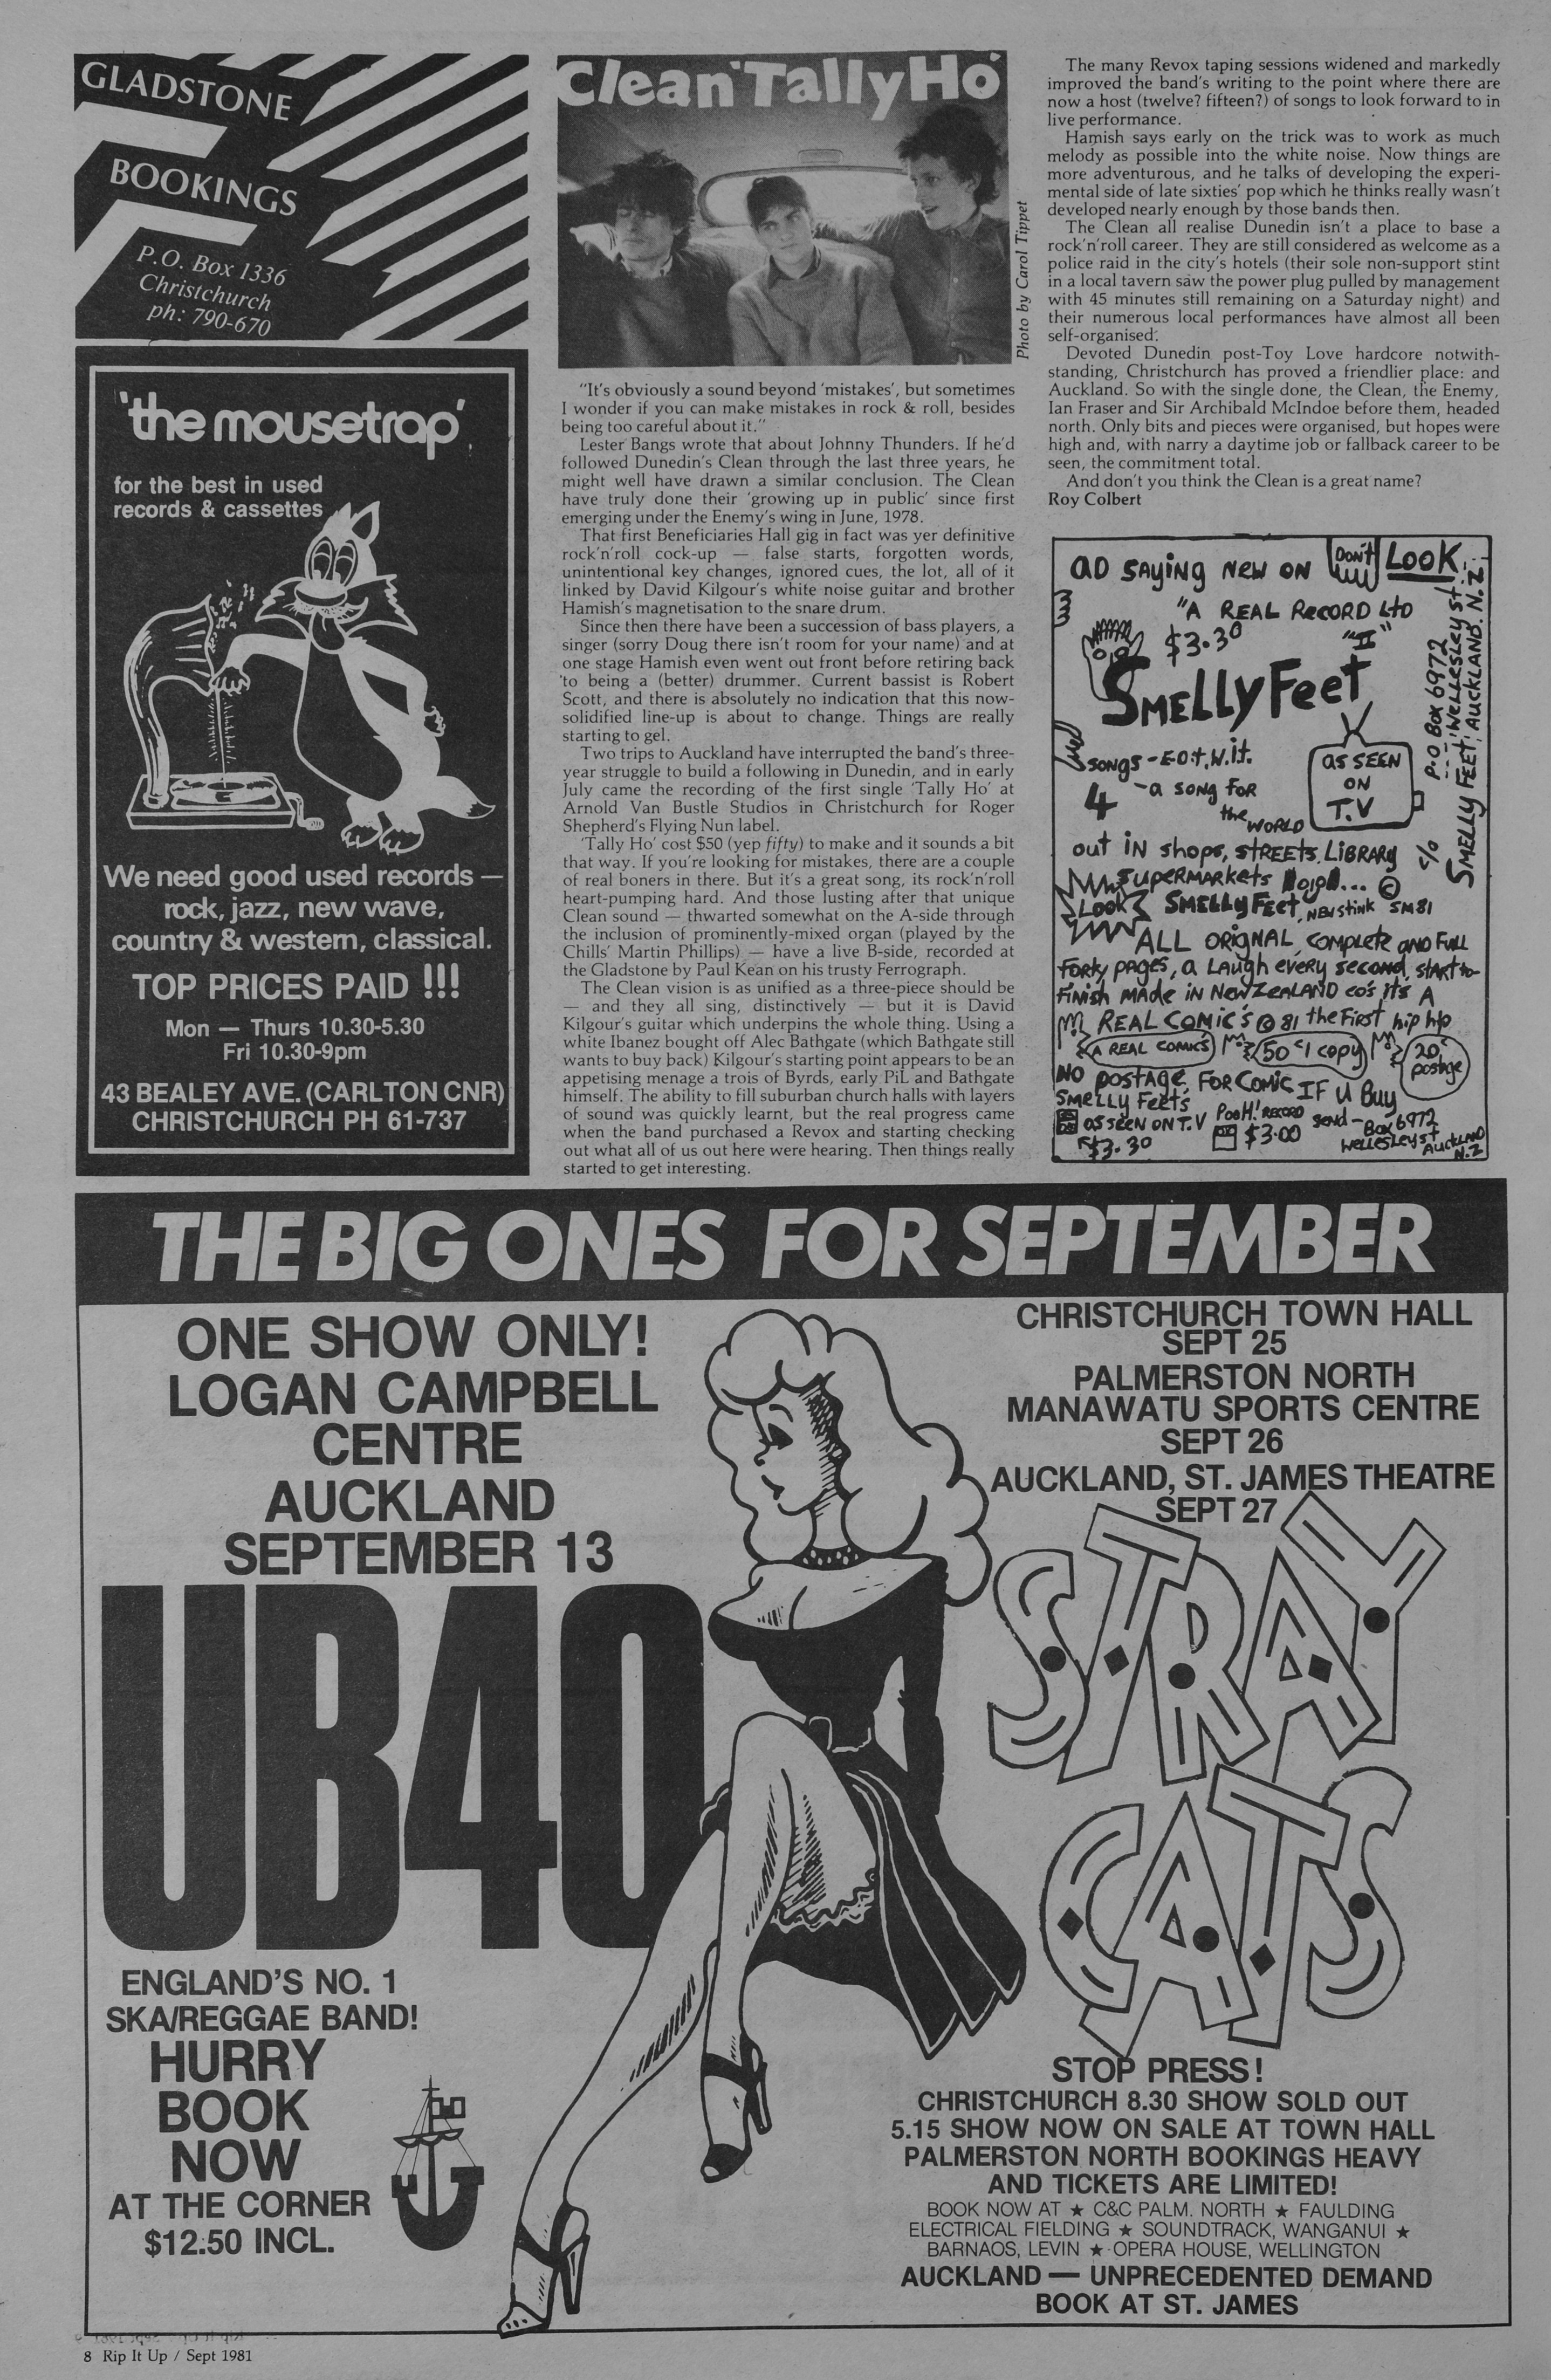 GLADSTONE
BOOKINGS
P.O. Box 1336
Christchurch
ph: 790-670
'the mousetrap'
for the best in used
records & cassettes
We need good used records —
rock, jazz, new wave,
country & western, classical.
TOP PRICES PAID !!!
Mon — Thurs 10.30-5.30
Fri 10.30-9pm
43 BEALEY AVE. (CARLTON CNR)
CHRISTCHURCH PH 61-737
Clean 'Tally Ho'
Photo by Carol Tippet
"It's obviously a sound beyond 'mistakes', but sometimes
I wonder if you can make mistakes in rock & roll, besides
being too careful about it."
Lester Bangs wrote that about Johnny Thunders. If he'd
followed Dunedin's Clean through the last three years, he
might well have drawn a similar conclusion. The Clean
have truly done their 'growing up in public' since first
emerging under the Enemy's wing in June, 1978.
That first Beneficiaries Hall gig in fact was yer definitive
rock'n'roll cock-up — false starts, forgotten words,
unintentional key changes, ignored cues, the lot, all of it
linked by David Kilgour's white noise guitar and brother
Hamish's magnetisation to the snare drum.
Since then there have been a succession of bass players, a
singer (sorry Doug there isn't room for your name) and at
one stage Hamish even went out front before retiring back
to being a (better) drummer. Current bassist is Robert
Scott, and there is absolutely no indication that this now-
solidified line-up is about to change. Things are really
starting to gel.
Two trips to Auckland have interrupted the band's three-
year struggle to build a following in Dunedin, and in early
July came the recording of the first single 'Tally Ho' at
Arnold Van Bustle Studios in Christchurch for Roger
Shepherd's Flying Nun label.
'Tally Ho' cost $50 (yep fifty) to make and it sounds a bit
that way. If you're looking for mistakes, there are a couple
of real boners in there. But it's a great song, its rock'n'roll
heart-pumping hard. And those lusting after that unique
Clean sound — thwarted somewhat on the A-side through
the inclusion of prominently-mixed organ (played by the
Chills' Martin Phillips) — have a live B-side, recorded at
the Gladstone by Paul Kean on his trusty Ferrograph.
The Clean vision is as unified as a three-piece should be
— and they all sing, distinctively — but it is David
Kilgour's guitar which underpins the whole thing. Using a
white Ibanez bought off Alec Bathgate (which Bathgate still
wants to buy back) Kilgour's starting point appears to be an
appetising menage a trois of Byrds, early PiL and Bathgate
himself. The ability to fill suburban church halls with layers
of sound was quickly learnt, but the real progress came
when the band purchased a Revox and starting checking
out what all of us out here were hearing. Then things really
started to get interesting.
The many Revox taping sessions widened and markedly
improved the band's writing to the point where there are
now a host (twelve? fifteen?) of songs to look forward to in
live performance.
Hamish says early on the trick was to work as much
melody as possible into the white noise. Now things are
more adventurous, and he talks of developing the experi-
mental side of late sixties' pop which he thinks really wasn't
developed nearly enough by those bands then.
The Clean all realise Dunedin isn't a place to base a
rock'n'roll career. They are still considered as welcome as a
police raid in the city's hotels (their sole non-support stint
in a local tavern saw the power plug pulled by management
with 45 minutes still remaining on a Saturday night) and
their numerous local performances have almost all been
self-organised.
Devoted Dunedin post-Toy Love hardcore notwith-
standing, Christchurch has proved a friendlier place: and
Auckland. So with the single done, the Clean, the Enemy,
Ian Fraser and Sir Archibald McIndoe before them, headed
north. Only bits and pieces were organised, but hopes were
high and, with narry a daytime job or fallback career to be
seen, the commitment total.
And don't you think the Clean is a great name?
Roy Colbert
AD SAYING NEW ON DON'T LOOK
"A REAL RECORD LTD
$3.30 "II"
SMELLY FEET
SONGS - E.O.T.W.I.T.
4 - a SONG FOR
the WORLD
AS SEEN
ON
T.V
c/o P.O Box 6972
WELLESLEY ST
SMELLY FEET, AUCKLAND. N.Z.
out IN shops, STREETS, LIBRARY
SUPERMARKETS
LOOK SMELLY FEET, NEW STINK SM81
ALL ORIGNAL, COMPLETE AND FULL
FORTY PAGES, a LAUGH every second, START-to-
FINISH MADE IN NEW ZEALAND co's it's A
REAL COMIC'S © 81 the First hip hip
A REAL COMICS 50 c 1 copy 20c postage
NO POSTAGE FOR COMIC IF U BUY
SMELLY FEET'S
AS SEEN ON T.V POOH! RECORD
$3.30 $3.00
SEND - BOX 6972
WELLESLEY ST AUCKLAND
N.Z
THE BIG ONES FOR SEPTEMBER
ONE SHOW ONLY!
LOGAN CAMPBELL
CENTRE
AUCKLAND
SEPTEMBER 13
UB40
ENGLAND'S NO. 1
SKA/REGGAE BAND!
HURRY
BOOK
NOW
AT THE CORNER
$12.50 INCL.
CHRISTCHURCH TOWN HALL
SEPT 25
PALMERSTON NORTH
MANAWATU SPORTS CENTRE
SEPT 26
AUCKLAND, ST. JAMES THEATRE
SEPT 27
STRAY
CATS
STOP PRESS!
CHRISTCHURCH 8.30 SHOW SOLD OUT
5.15 SHOW NOW ON SALE AT TOWN HALL
PALMERSTON NORTH BOOKINGS HEAVY
AND TICKETS ARE LIMITED!
BOOK NOW AT ★ C&C PALM. NORTH ★ FAULDING
ELECTRICAL FIELDING ★ SOUNDTRACK, WANGANUI ★
BARNAOS, LEVIN ★ OPERA HOUSE, WELLINGTON
AUCKLAND — UNPRECEDENTED DEMAND
BOOK AT ST. JAMES
8 Rip It Up / Sept 1981